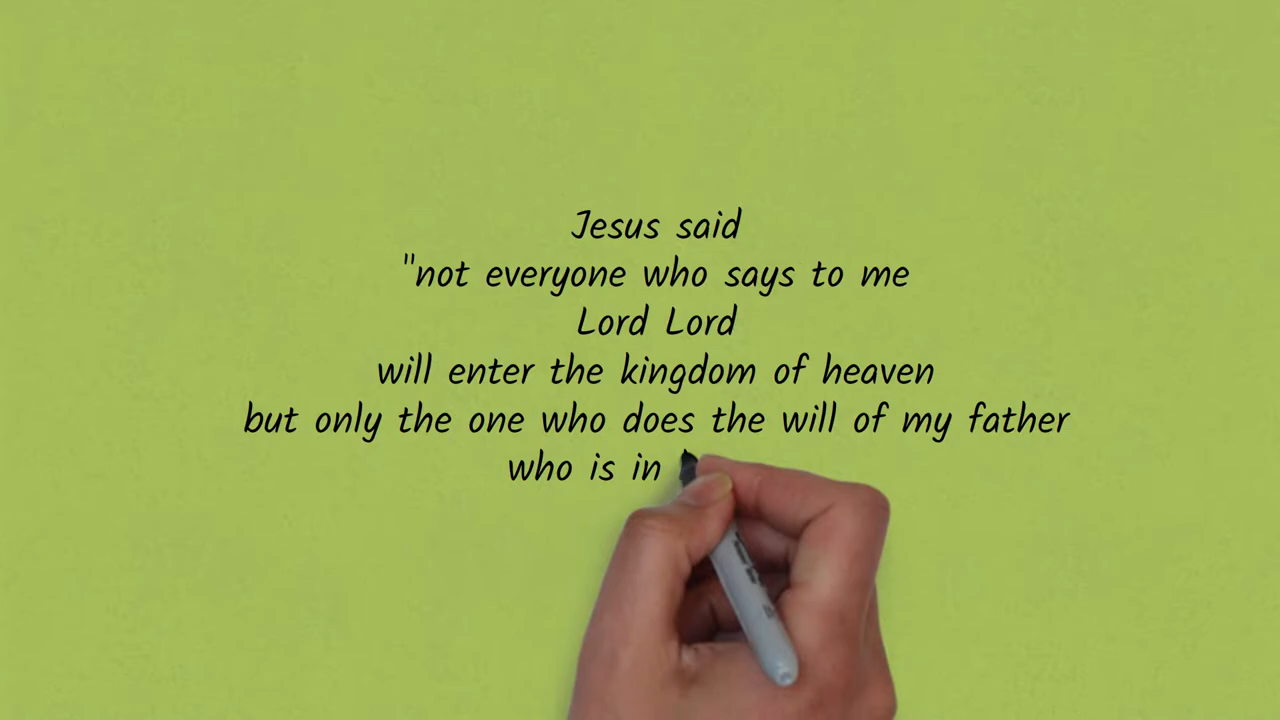 Jesus said
"not everyone who says to me
Lord Lord
will enter the kingdom of heaven
but only the one who does the will of my father
who is in